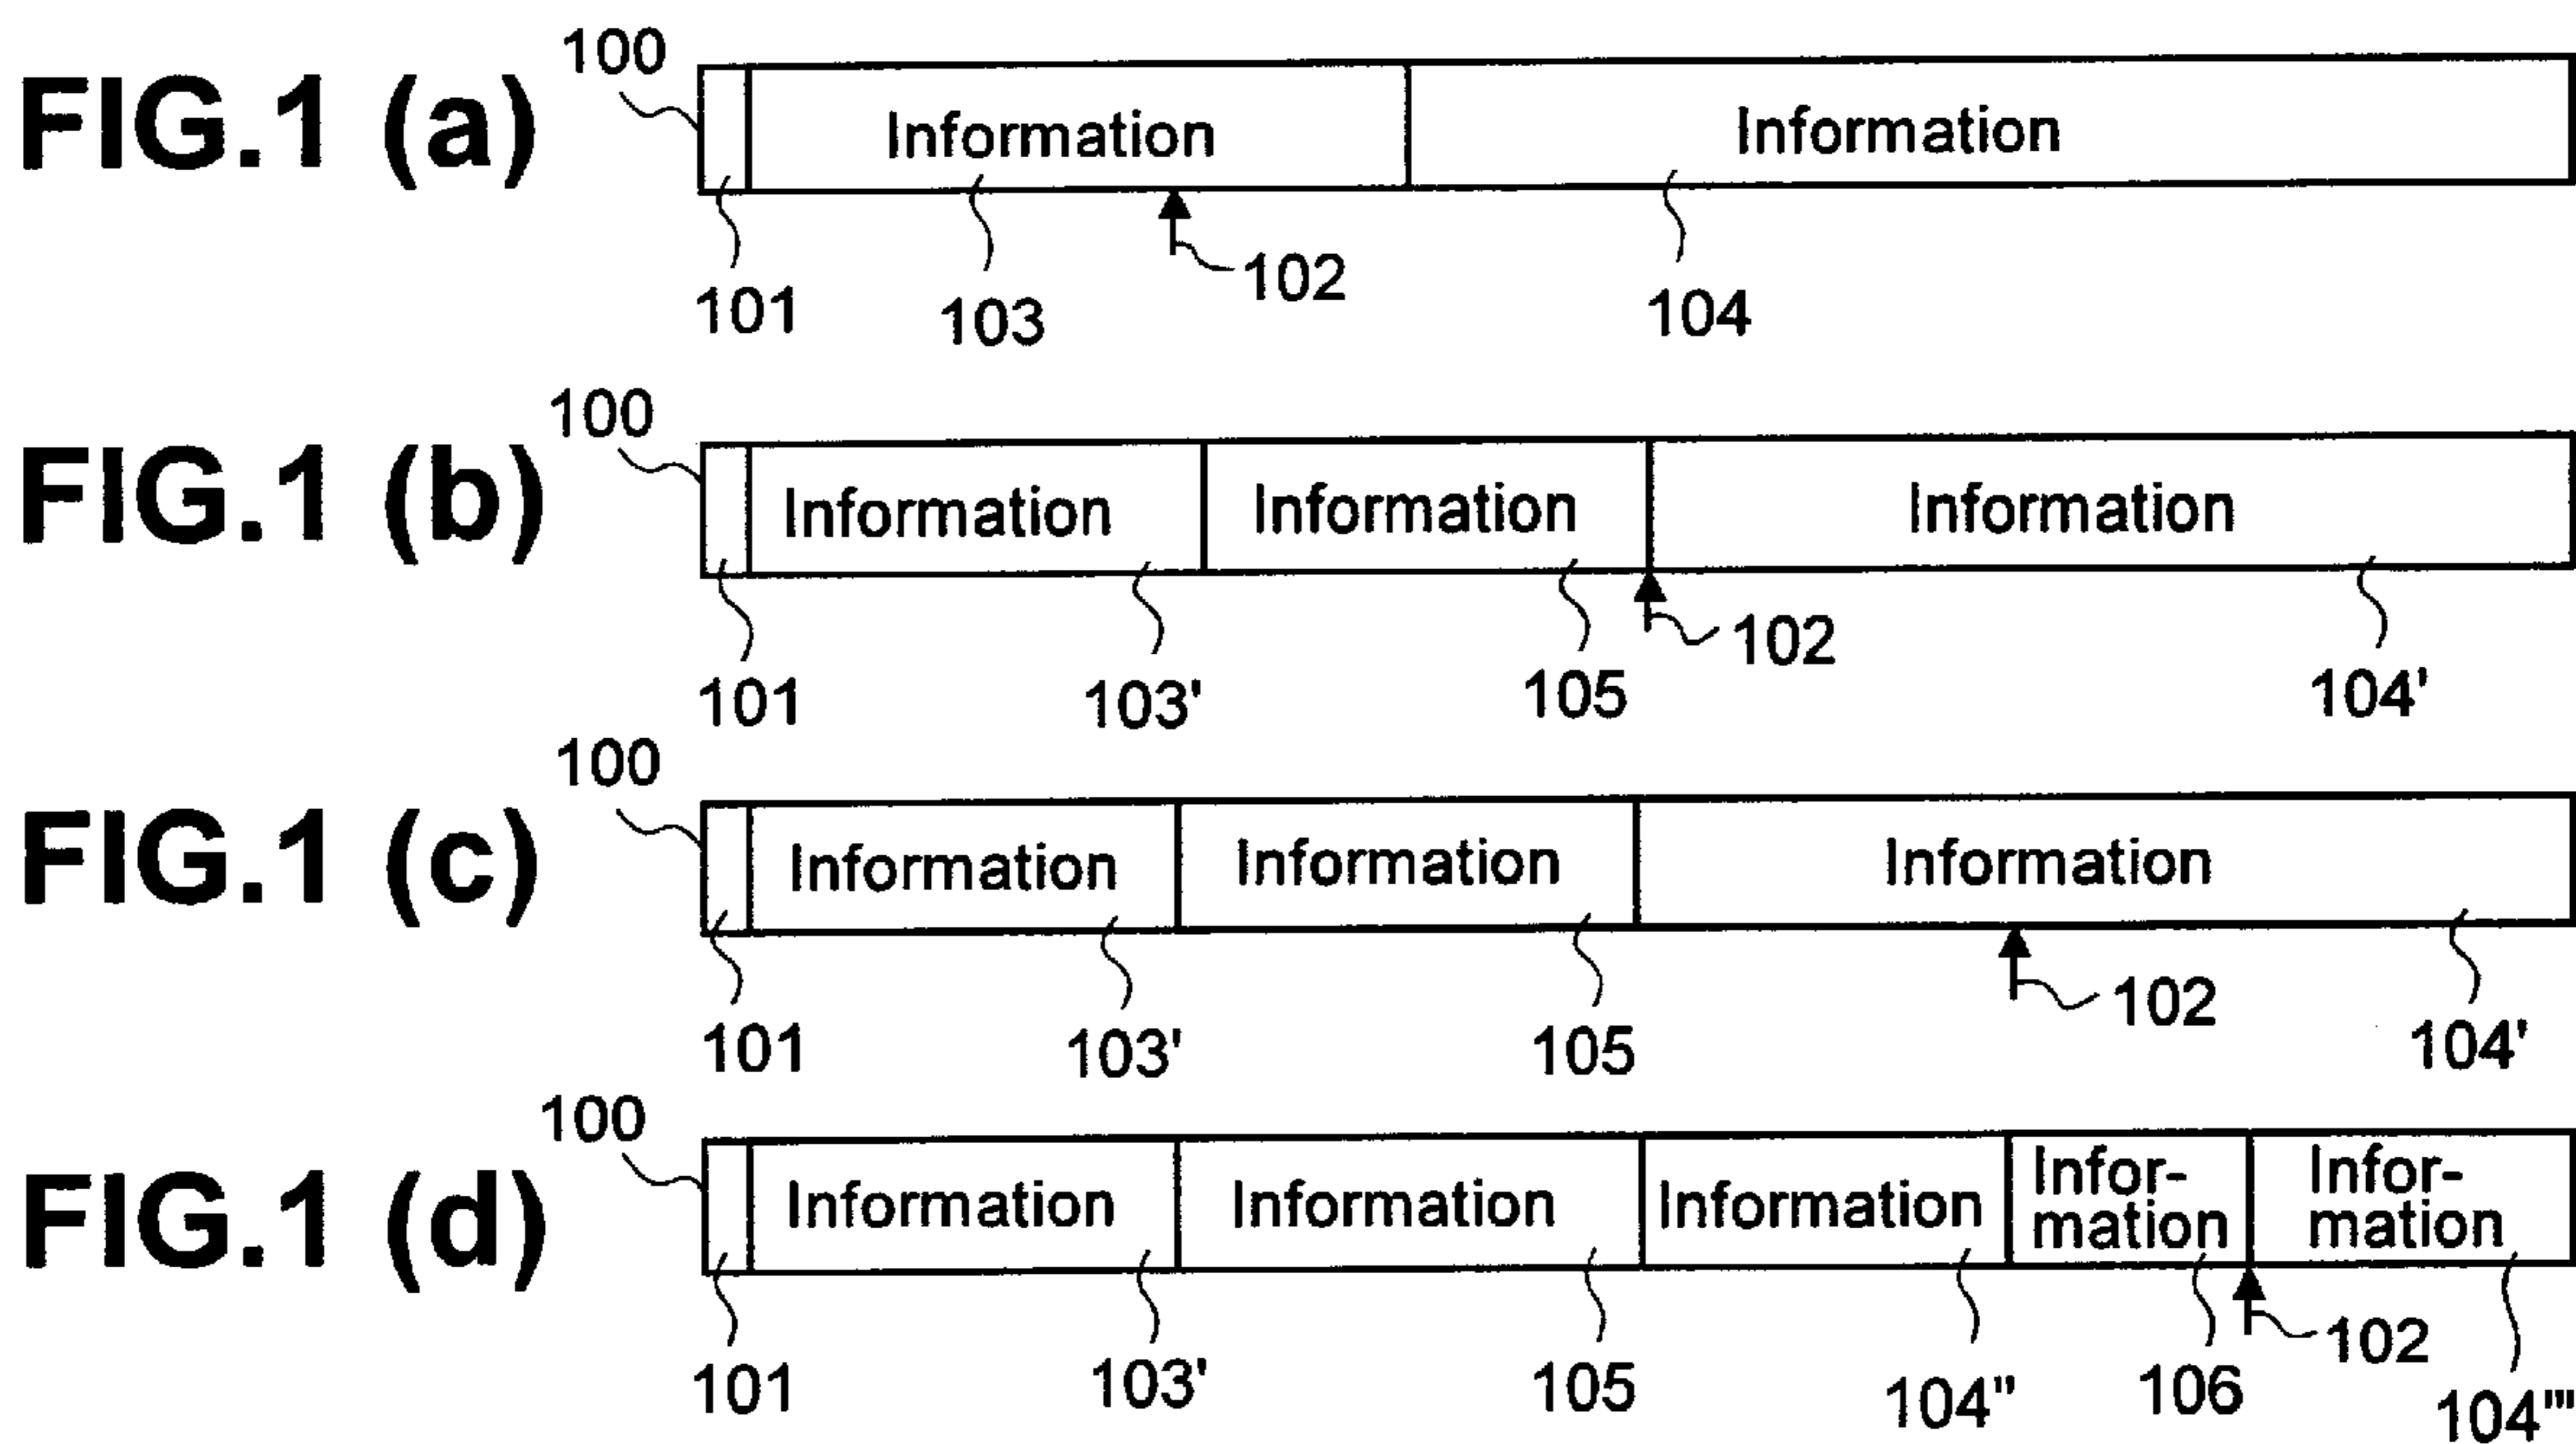 100
FIG.1 (a)
Information Information
102
101 103 104
100
FIG.1 (b)
Information Information Information
102
101 103' 105 104'
100
FIG.1 (c)
Information Information Information
102
101 103' 105 104'
100
FIG.1 (d)
Information Information Information Infor-
mation Infor-
mation
102
101 103' 105 104'' 106 104'''